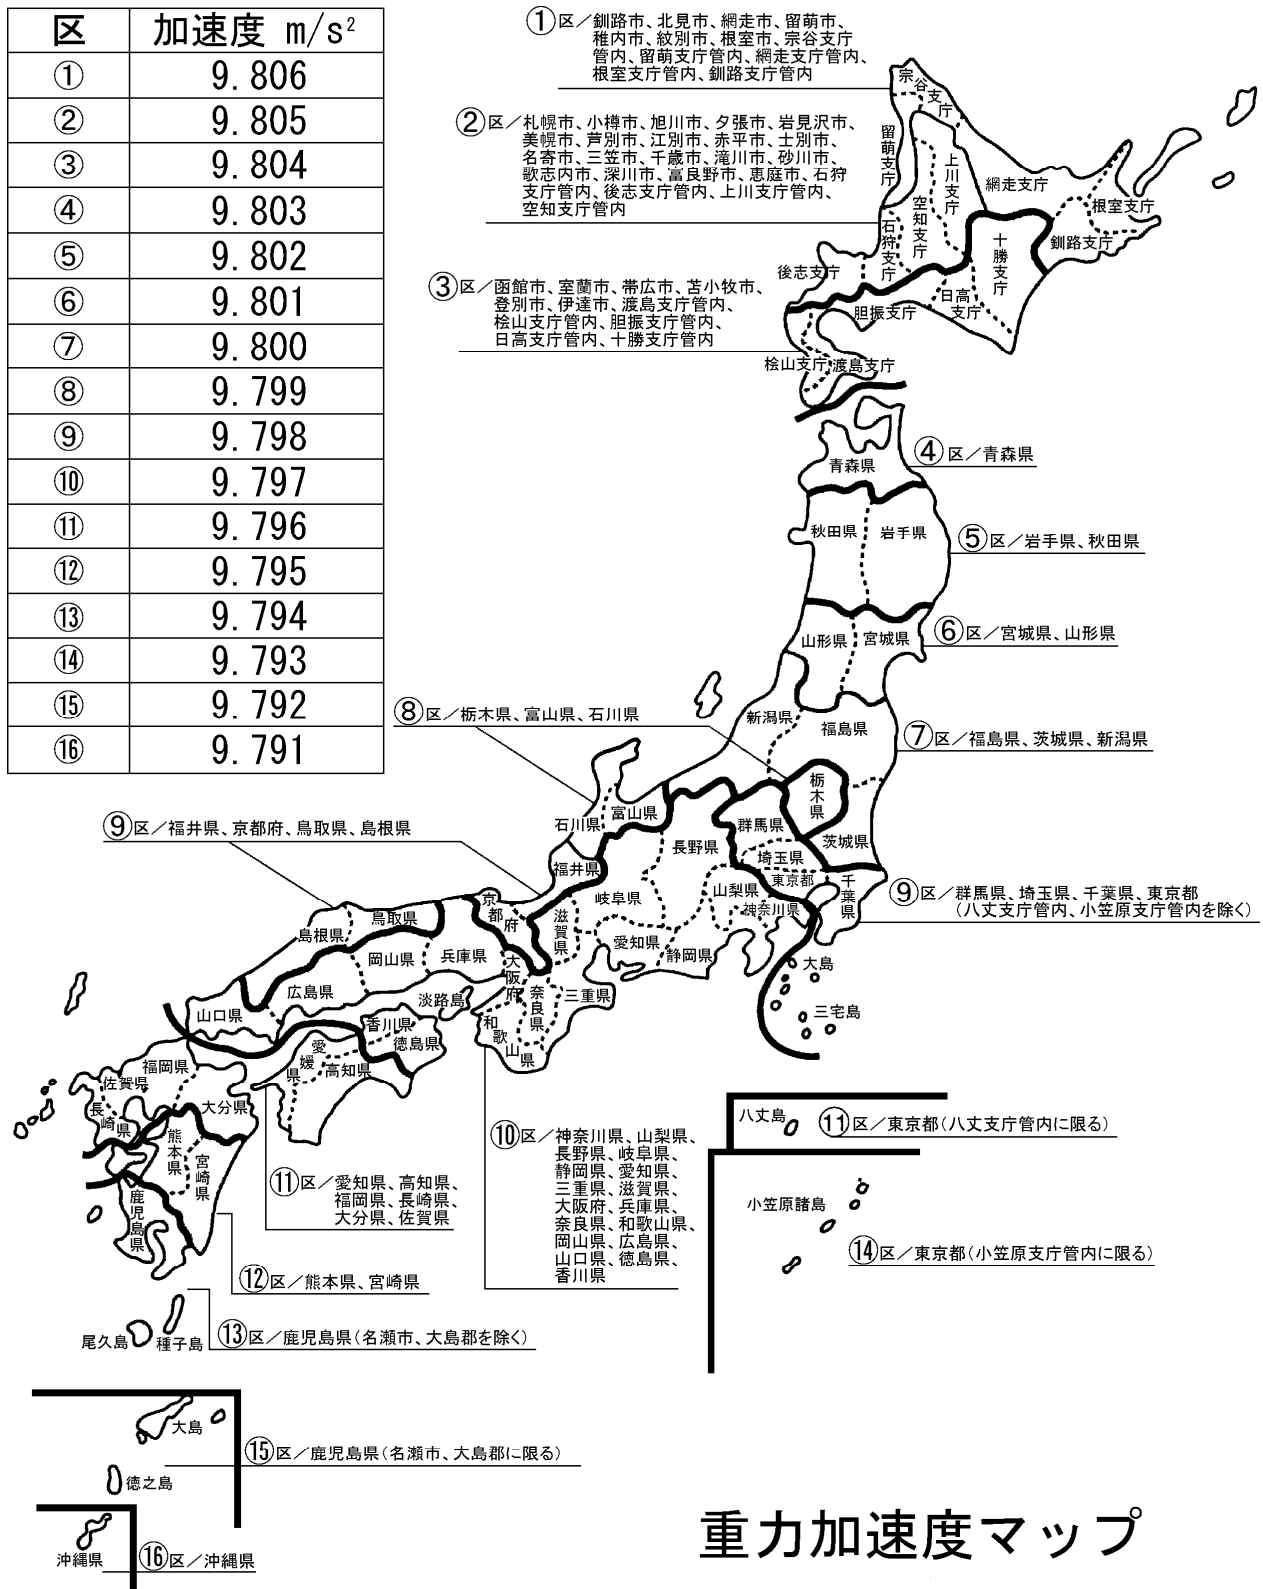 区 加速度 m/s²
① 9.806
② 9.805
③ 9.804
④ 9.803
⑤ 9.802
⑥ 9.801
⑦ 9.800
⑧ 9.799
⑨ 9.798
⑩ 9.797
⑪ 9.796
⑫ 9.795
⑬ 9.794
⑭ 9.793
⑮ 9.792
⑯ 9.791
①区／釧路市、北見市、網走市、留萌市、
稚内市、紋別市、根室市、宗谷支庁
管内、留萌支庁管内、網走支庁管内、
根室支庁管内、釧路支庁管内
②区／札幌市、小樽市、旭川市、夕張市、岩見沢市、
美幌市、芦別市、江別市、赤平市、士別市、
名寄市、三笠市、千歳市、滝川市、砂川市、
歌志内市、深川市、富良野市、恵庭市、石狩
支庁管内、後志支庁管内、上川支庁管内、
空知支庁管内
③区／函館市、室蘭市、帯広市、苫小牧市、
登別市、伊達市、渡島支庁管内、
桧山支庁管内、胆振支庁管内、
日高支庁管内、十勝支庁管内
宗谷支庁
留萌支庁
上川支庁
網走支庁
根室支庁
空知支庁
石狩支庁
十勝支庁
釧路支庁
後志支庁
日高支庁
胆振支庁
桧山支庁
渡島支庁
青森県
④区／青森県
秋田県
岩手県
⑤区／岩手県、秋田県
山形県
宮城県
⑥区／宮城県、山形県
⑧区／栃木県、富山県、石川県
新潟県
福島県
⑦区／福島県、茨城県、新潟県
栃木県
富山県
石川県
群馬県
茨城県
⑨区／福井県、京都府、鳥取県、島根県
長野県
埼玉県
福井県
東京都
千葉県
山梨県
岐阜県
神奈川県
⑨区／群馬県、埼玉県、千葉県、東京都
（八丈支庁管内、小笠原支庁管内を除く）
京都府
滋賀県
鳥取県
島根県
愛知県
静岡県
兵庫県
岡山県
大阪府
大島
広島県
淡路島
奈良県
三重県
三宅島
山口県
香川県
徳島県
和歌山県
愛媛県
高知県
福岡県
佐賀県
長崎県
大分県
熊本県
宮崎県
鹿児島県
八丈島
⑪区／東京都（八丈支庁管内に限る）
⑩区／神奈川県、山梨県、
長野県、岐阜県、
静岡県、愛知県、
三重県、滋賀県、
大阪府、兵庫県、
奈良県、和歌山県、
岡山県、広島県、
山口県、徳島県、
香川県
⑪区／愛知県、高知県、
福岡県、長崎県、
大分県、佐賀県
小笠原諸島
⑭区／東京都（小笠原支庁管内に限る）
⑫区／熊本県、宮崎県
尾久島
種子島
⑬区／鹿児島県（名瀬市、大島郡を除く）
大島
⑮区／鹿児島県（名瀬市、大島郡に限る）
徳之島
沖縄県
⑯区／沖縄県
重力加速度マップ